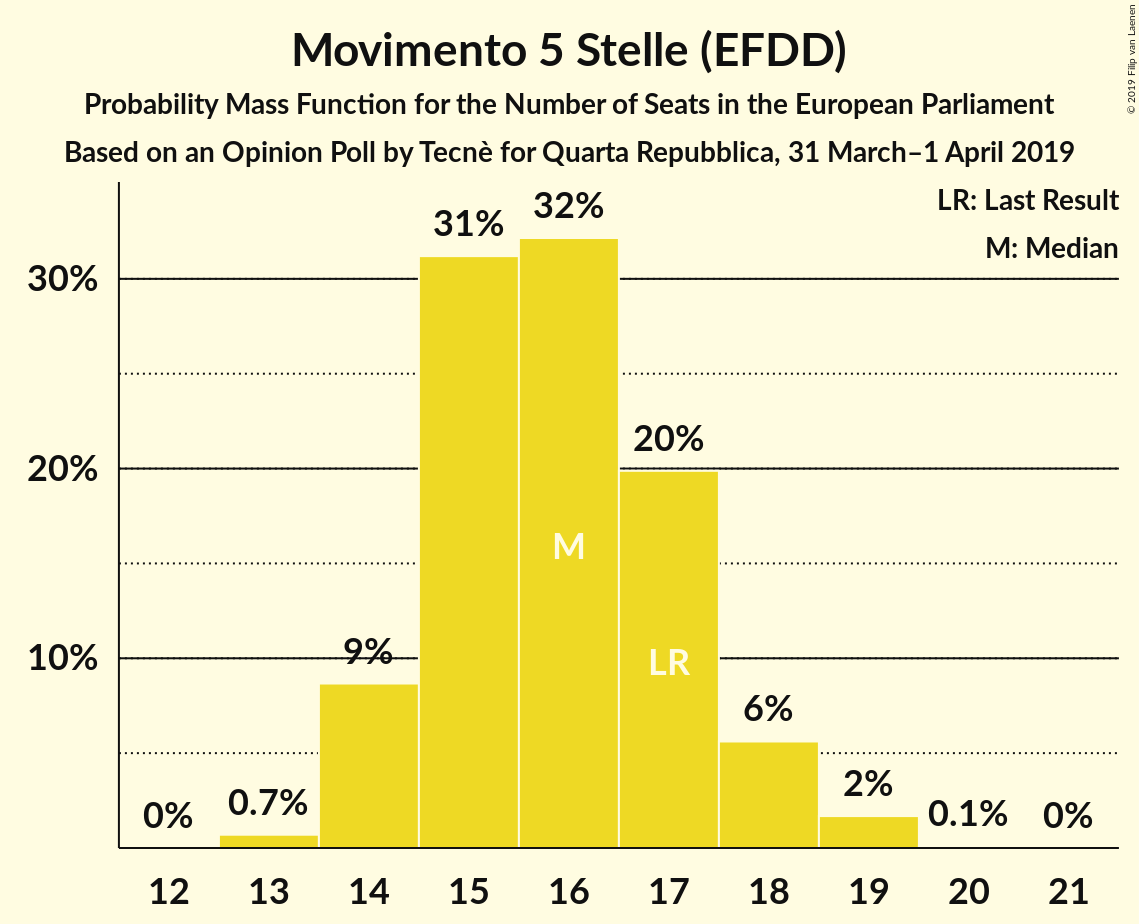 Movimento 5 Stelle (EFDD)
Probability Mass Function for the Number of Seats in the European Parliament
Based on an Opinion Poll by Tecnè for Quarta Repubblica, 31 March–1 April 2019
© 2019 Filip van Laenen
LR: Last Result
M: Median
30%
20%
10%
0%
0.7%
9%
31%
32%
20%
6%
2%
0.1%
0%
M
LR
12 13 14 15 16 17 18 19 20 21